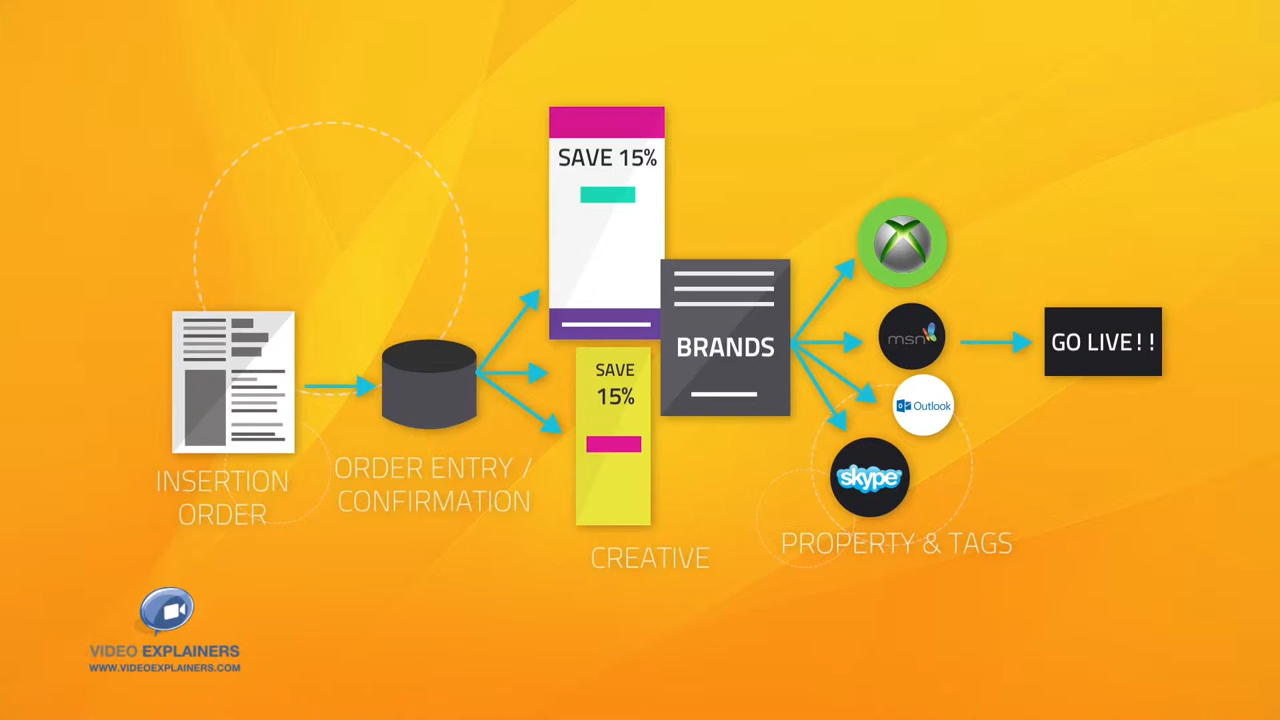 SAVE 15%
SAVE
15%
BRANDS
msn
Outlook
skype
GO LIVE!!
INSERTION
ORDER
ORDER ENTRY /
CONFIRMATION
CREATIVE
PROPERTY & TAGS
VIDEO EXPLAINERS
WWW.VIDEOEXPLAINERS.COM